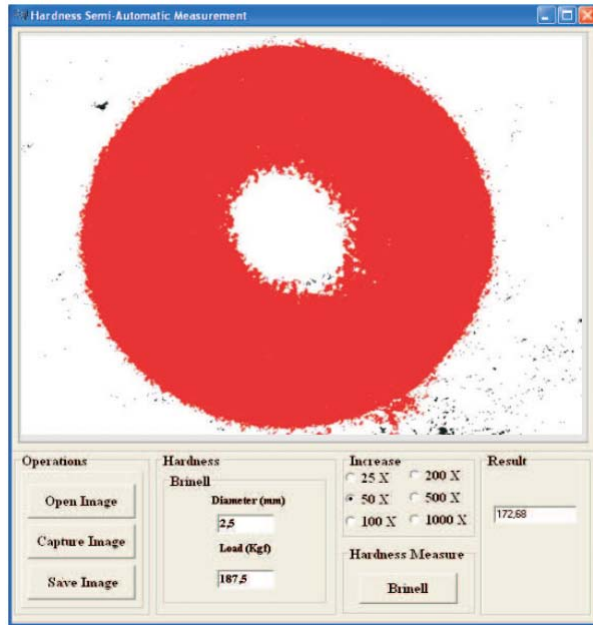 Hardness Semi-Automatic Measurement
Operations
Open Image
Capture Image
Save Image
Hardness
Brinell
Diameter (mm)
2,5
Load (Kgf)
187,5
Increase
25 X
200 X
50 X
500 X
100 X
1000 X
Hardness Measure
Brinell
Result
172,68